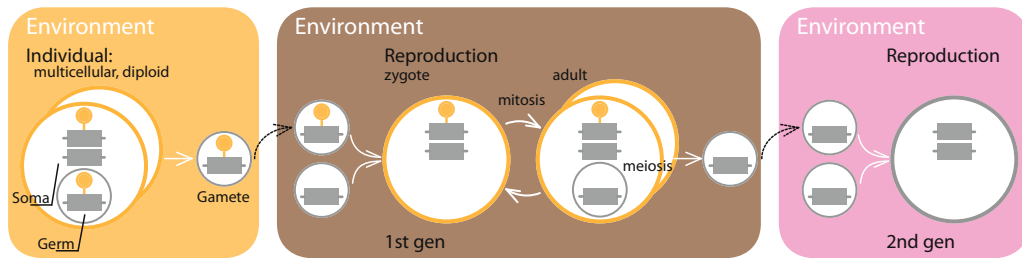 Environment
Individual:
multicellular, diploid
Soma
Germ
Gamete
Environment
Reproduction
zygote
mitosis
adult
meiosis
1st gen
Environment
Reproduction
2nd gen